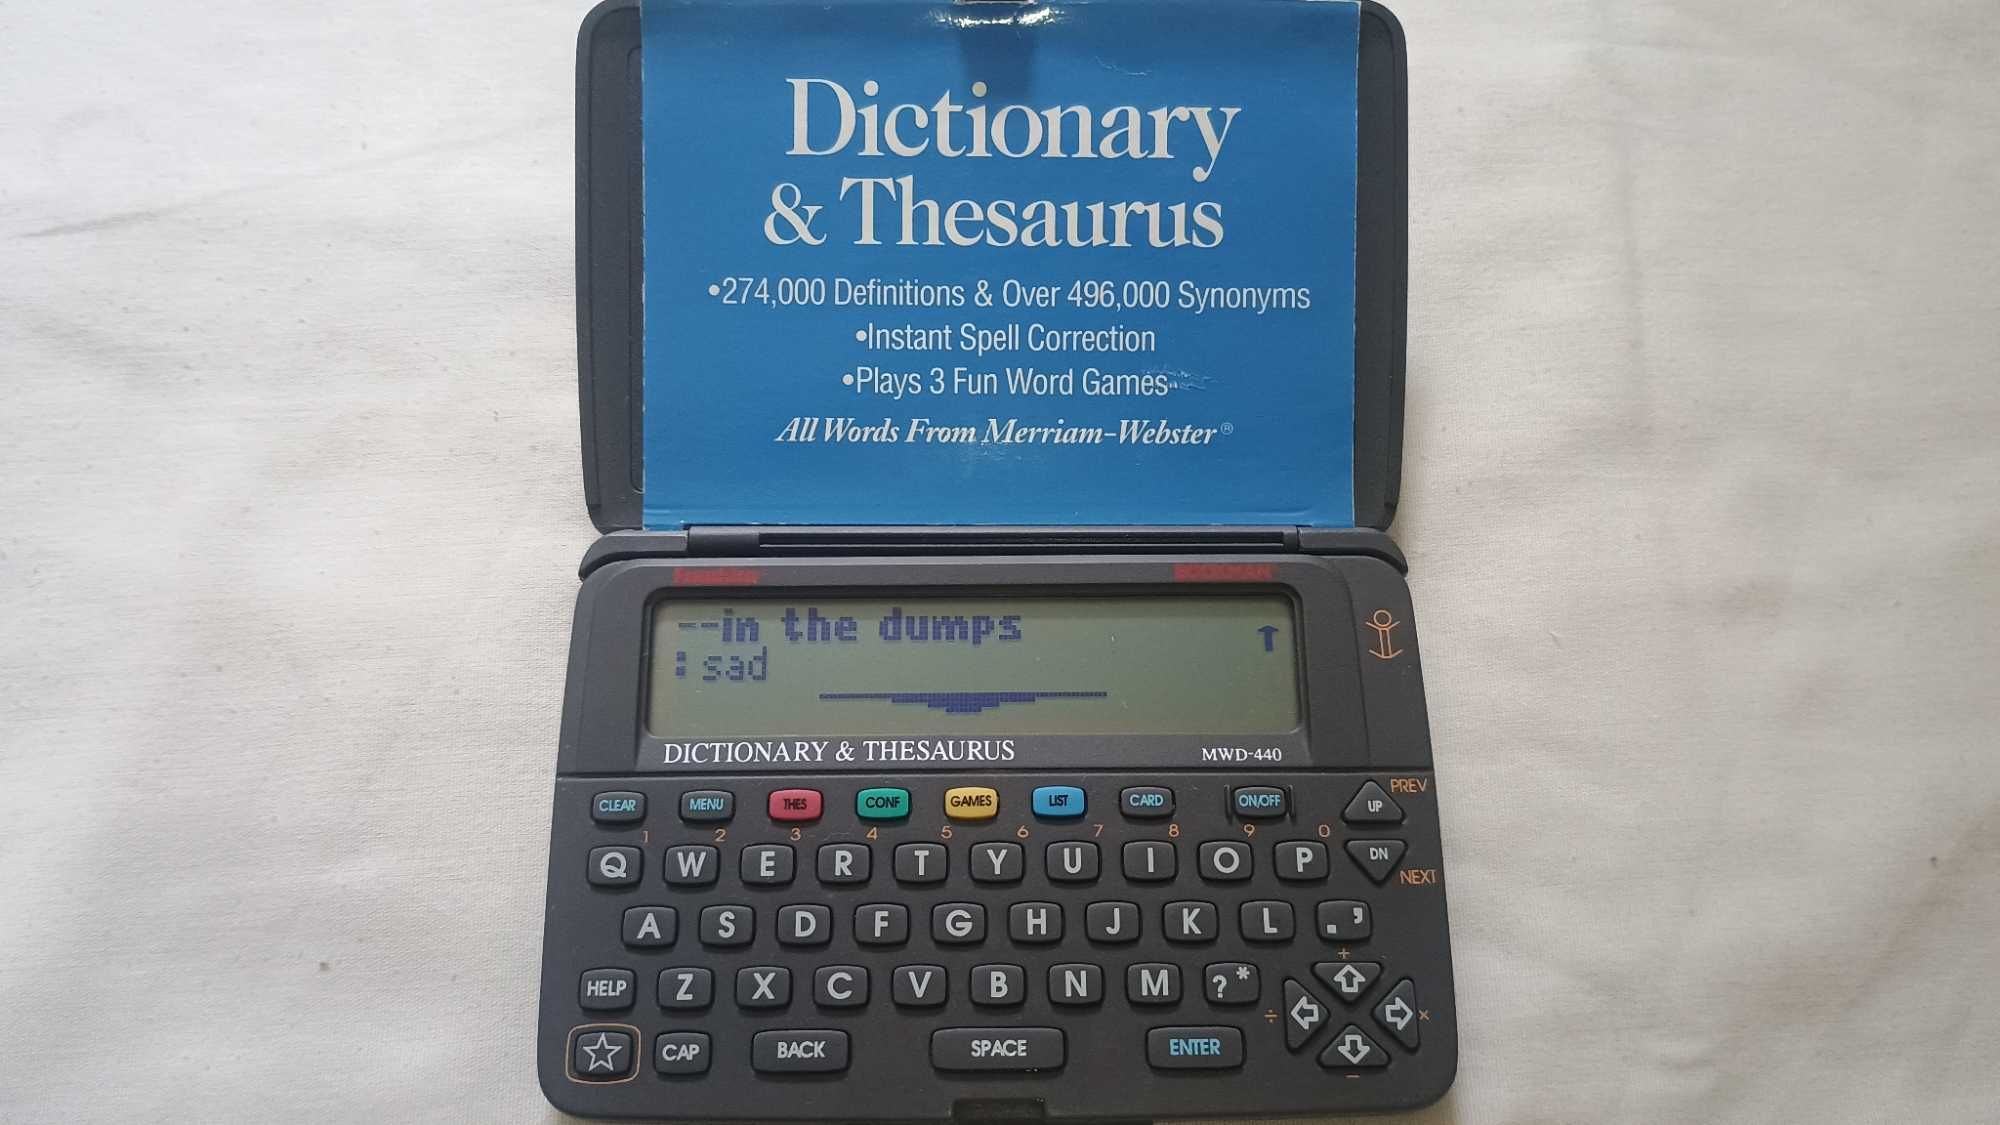 Dictionary
& Thesaurus
•274,000 Definitions & Over 496,000 Synonyms
•Instant Spell Correction
•Plays 3 Fun Word Games
All Words From Merriam-Webster®
--in the dumps
: sad
DICTIONARY & THESAURUS MWD-440
CLEAR MENU THES CONF GAMES LIST CARD ON/OFF UP PREV
1 2 3 4 5 6 7 8 9 0
Q W E R T Y U I O P DN NEXT
A S D F G H J K L . '
+
HELP Z X C V B N M ? *
÷ ×
CAP BACK SPACE ENTER
−